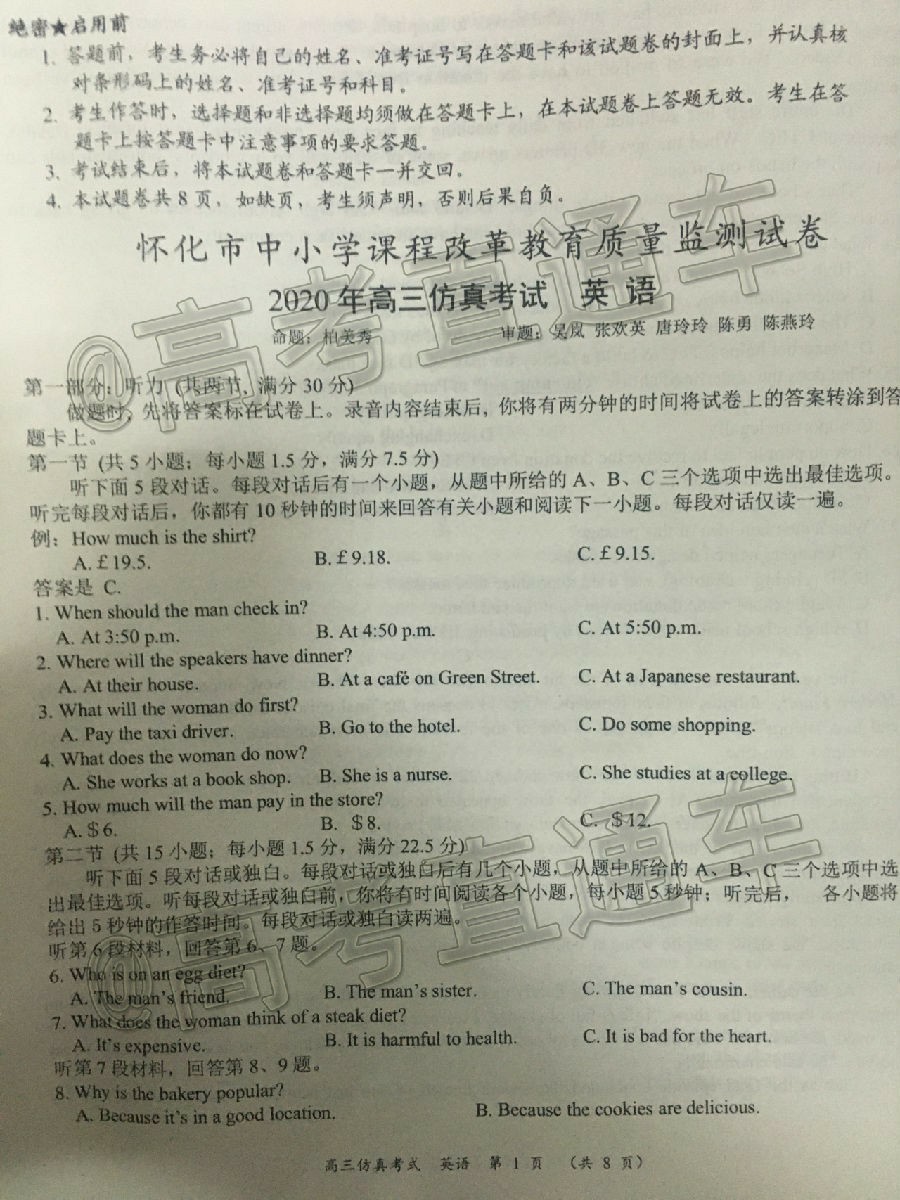 绝密★启用前
1. 答题前，考生务必将自己的姓名、准考证号写在答题卡和该试题卷的封面上，并认真核
对条形码上的姓名、准考证号和科目。
2. 考生作答时，选择题和非选择题均须做在答题卡上，在本试题卷上答题无效。考生在答
题卡上按答题卡中注意事项的要求答题。
3. 考试结束后，将本试题卷和答题卡一并交回。
4. 本试题卷共 8 页，如缺页，考生须声明，否则后果自负。
怀化市中小学课程改革教育质量监测试卷
2020 年高三仿真考试 英 语
命题：柏美秀 审题：吴岚 张欢英 唐玲玲 陈勇 陈燕玲
@高考直通车
第一部分：听力 (共两节, 满分 30 分)
做题时, 先将答案标在试卷上。录音内容结束后, 你将有两分钟的时间将试卷上的答案转涂到答
题卡上。
第一节 (共 5 小题；每小题 1.5 分，满分 7.5 分)
听下面 5 段对话。每段对话后有一个小题，从题中所给的 A、B、C 三个选项中选出最佳选项。
听完每段对话后，你都有 10 秒钟的时间来回答有关小题和阅读下一小题。每段对话仅读一遍。
例：How much is the shirt?
A.￡19.5. B.￡9.18. C.￡9.15.
答案是 C.
1. When should the man check in?
A. At 3:50 p.m. B. At 4:50 p.m. C. At 5:50 p.m.
2. Where will the speakers have dinner?
A. At their house. B. At a café on Green Street. C. At a Japanese restaurant.
3. What will the woman do first?
A. Pay the taxi driver. B. Go to the hotel. C. Do some shopping.
4. What does the woman do now?
A. She works at a book shop. B. She is a nurse. C. She studies at a college.
5. How much will the man pay in the store?
A.＄6. B. ＄8. C. ＄12.
第二节 (共 15 小题；每小题 1.5 分，满分 22.5 分)
听下面 5 段对话或独白。每段对话或独白后有几个小题，从题中所给的 A、B、C 三个选项中选
出最佳选项。听每段对话或独白前，你将有时间阅读各个小题，每小题 5 秒钟；听完后， 各小题将
给出 5 秒钟的作答时间。每段对话或独白读两遍。
@高考直通车
听第 6 段材料，回答第 6、7 题。
6. Who is on an egg diet?
A. The man's friend. B. The man's sister. C. The man's cousin.
7. What does the woman think of a steak diet?
A. It's expensive. B. It is harmful to health. C. It is bad for the heart.
听第 7 段材料，回答第 8、9 题。
8. Why is the bakery popular?
A. Because it's in a good location. B. Because the cookies are delicious.
高三仿真考试 英语 第 1 页 （共 8 页）